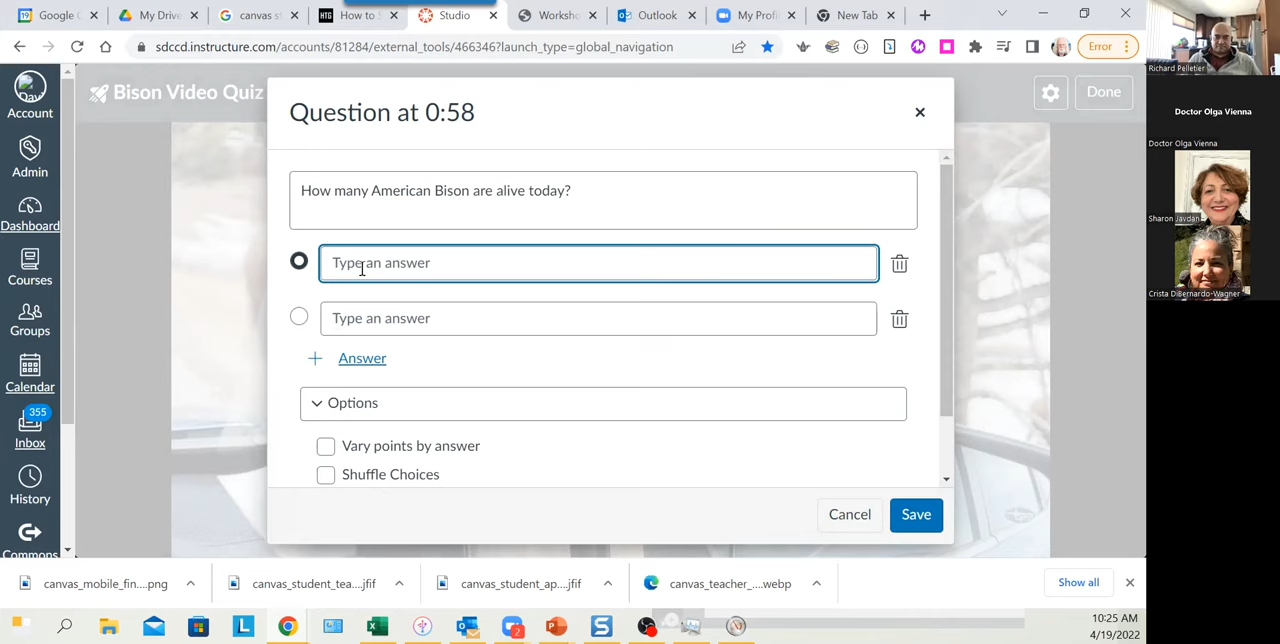 Google C
My Drive
canvas s
How to S
Studio
Worksho
Outlook
My Profi
New Tab
sdccd.instructure.com/accounts/81284/external_tools/466346?launch_type=global_navigation
Error
Account
Admin
Dashboard
Courses
Groups
Calendar
355
Inbox
History
Commons
Bison Video Quiz
Done
Question at 0:58
How many American Bison are alive today?
Type an answer
Type an answer
Answer
Options
Vary points by answer
Shuffle Choices
Cancel
Save
Richard Pelletier
Doctor Olga Vienna
Doctor Olga Vienna
Sharon Javdan
Crista DiBernardo-Wagner
canvas_mobile_fin....png
canvas_student_tea....jfif
canvas_student_ap....jfif
canvas_teacher_....webp
Show all
10:25 AM
4/19/2022